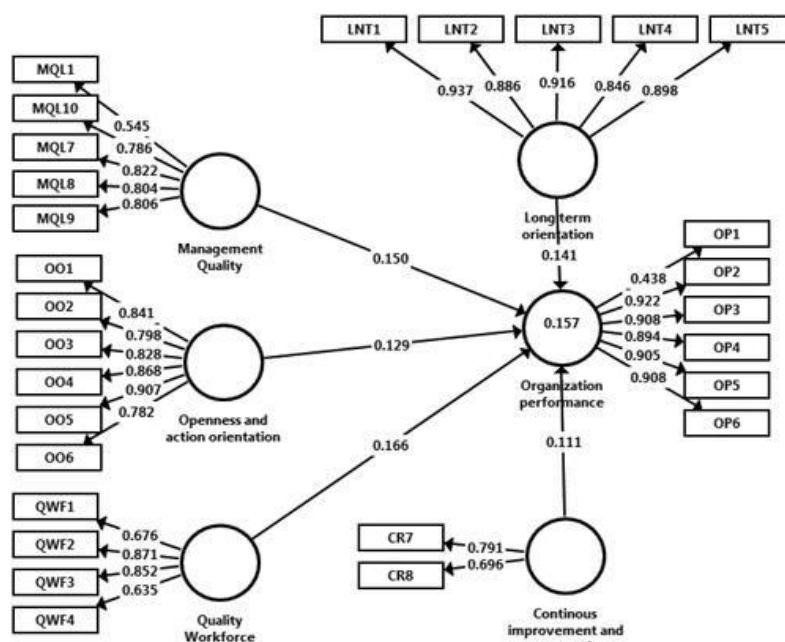 LNT1
LNT2
LNT3
LNT4
LNT5
0.937
0.886
0.916
0.846
0.898
Long term
orientation
0.141
MQL1
MQL10
MQL7
MQL8
MQL9
0.545
0.786
0.822
0.804
0.806
Management
Quality
0.150
OO1
OO2
OO3
OO4
OO5
OO6
0.841
0.798
0.828
0.868
0.907
0.782
Openness and
action orientation
0.129
QWF1
QWF2
QWF3
QWF4
0.676
0.871
0.852
0.635
Quality
Workforce
0.166
0.157
Organization
performance
OP1
OP2
OP3
OP4
OP5
OP6
0.438
0.922
0.908
0.894
0.905
0.908
0.111
CR7
CR8
0.791
0.696
Continous
improvement and